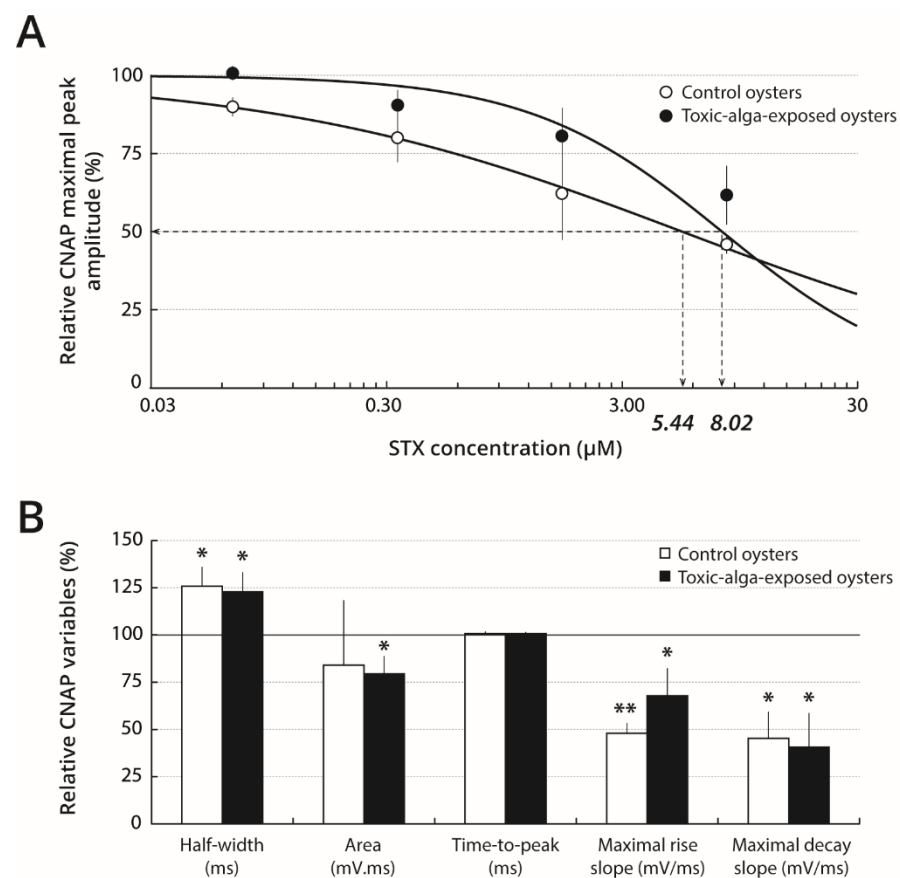 A
Relative CNAP maximal peak
amplitude (%)
100
75
50
25
0
Control oysters
Toxic-alga-exposed oysters
0.03
0.30
3.00
30
5.44
8.02
STX concentration (µM)
B
Relative CNAP variables (%)
150
125
100
75
50
25
0
Control oysters
Toxic-alga-exposed oysters
* *
*
** *
* *
Half-width
(ms)
Area
(mV.ms)
Time-to-peak
(ms)
Maximal rise
slope (mV/ms)
Maximal decay
slope (mV/ms)